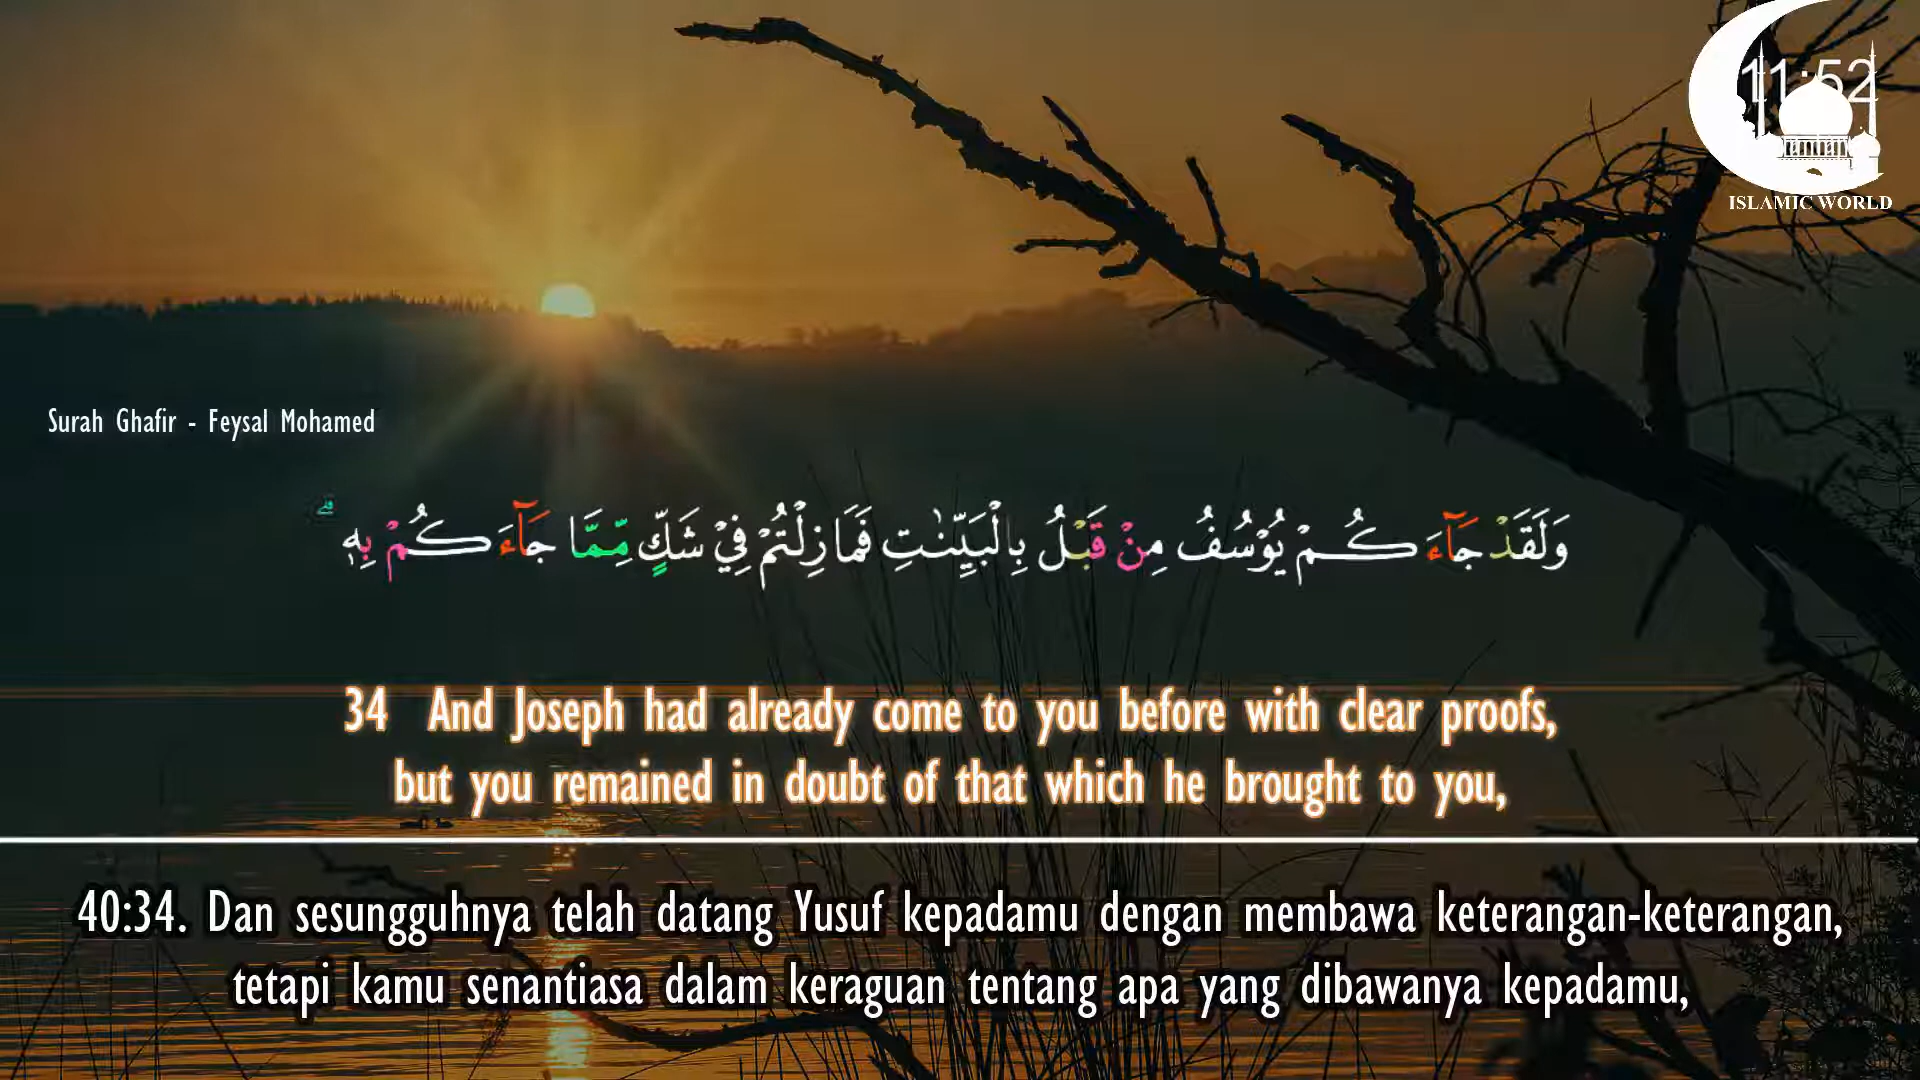 11:52
ISLAMIC WORLD
Surah Ghafir - Feysal Mohamed
وَلَقَدْ جَآءَكُمْ يُوْسُفُ مِنْ قَبْلُ بِالْبَيِّنٰتِ فَمَا زِلْتُمْ فِيْ شَكٍّ مِّمَّا جَآءَكُمْ بِهٖ ۗ
34 And Joseph had already come to you before with clear proofs,
but you remained in doubt of that which he brought to you,
40:34. Dan sesungguhnya telah datang Yusuf kepadamu dengan membawa keterangan-keterangan,
tetapi kamu senantiasa dalam keraguan tentang apa yang dibawanya kepadamu,